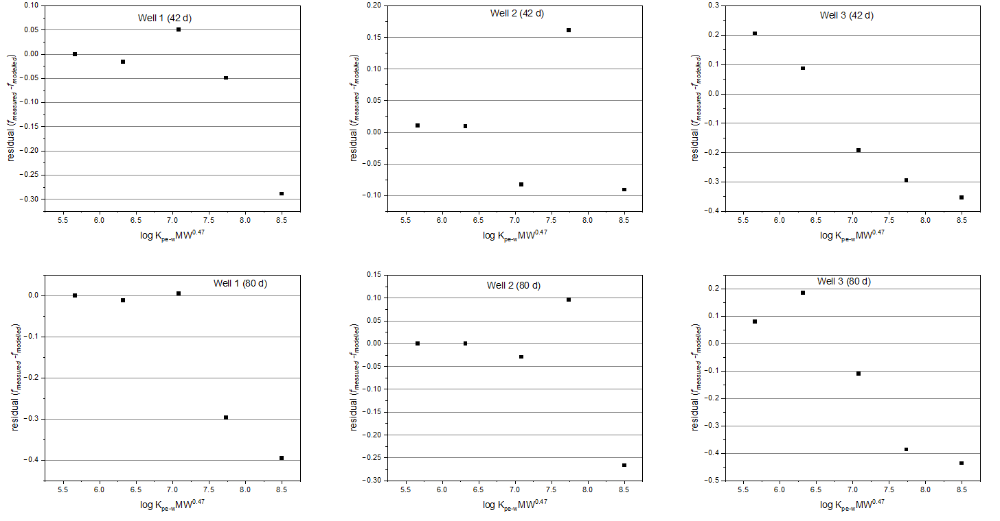 Well 1 (42 d)
0.10
0.05
0.00
−0.05
−0.10
−0.15
−0.20
−0.25
−0.30
residual (fmeasured -fmodelled)
5.5 6.0 6.5 7.0 7.5 8.0 8.5
log Kpe-wMW0.47
Well 2 (42 d)
0.20
0.15
0.10
0.05
0.00
−0.05
−0.10
residual (fmeasured -fmodelled)
5.5 6.0 6.5 7.0 7.5 8.0 8.5
log Kpe-wMW0.47
Well 3 (42 d)
0.3
0.2
0.1
0.0
−0.1
−0.2
−0.3
−0.4
residual (fmeasured -fmodelled)
5.5 6.0 6.5 7.0 7.5 8.0 8.5
log Kpe-wMW0.47
Well 1 (80 d)
0.0
−0.1
−0.2
−0.3
−0.4
residual (fmeasured -fmodelled)
5.5 6.0 6.5 7.0 7.5 8.0 8.5
log Kpe-wMW0.47
Well 2 (80 d)
0.15
0.10
0.05
0.00
−0.05
−0.10
−0.15
−0.20
−0.25
−0.30
residual (fmeasured -fmodelled)
5.5 6.0 6.5 7.0 7.5 8.0 8.5
log Kpe-wMW0.47
Well 3 (80 d)
0.2
0.1
0.0
−0.1
−0.2
−0.3
−0.4
−0.5
residual (fmeasured -fmodelled)
5.5 6.0 6.5 7.0 7.5 8.0 8.5
log Kpe-wMW0.47